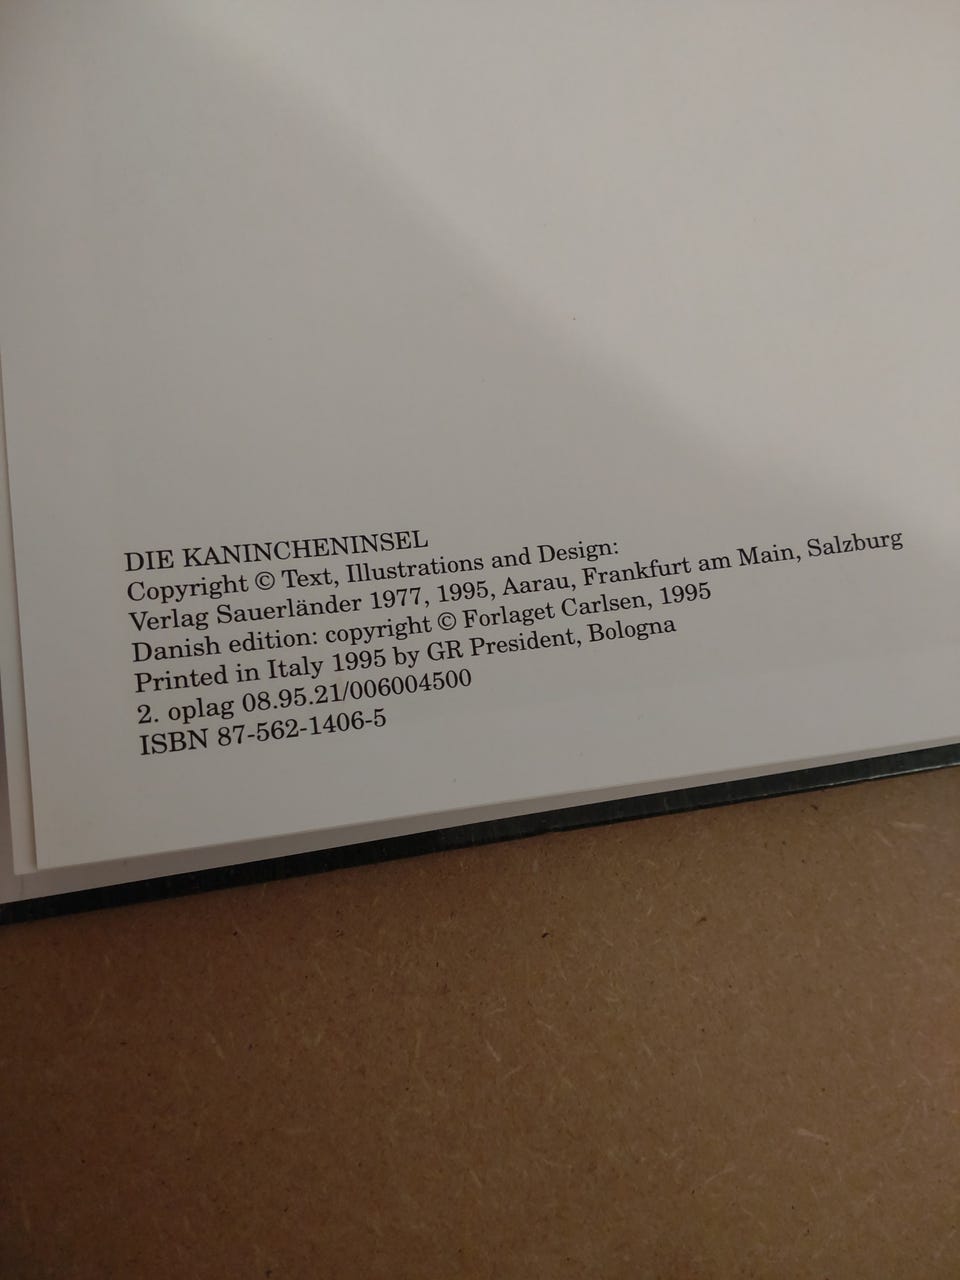 DIE KANINCHENINSEL
Copyright © Text, Illustrations and Design:
Verlag Sauerländer 1977, 1995, Aarau, Frankfurt am Main, Salzburg
Danish edition: copyright © Forlaget Carlsen, 1995
Printed in Italy 1995 by GR President, Bologna
2. oplag 08.95.21/006004500
ISBN 87-562-1406-5